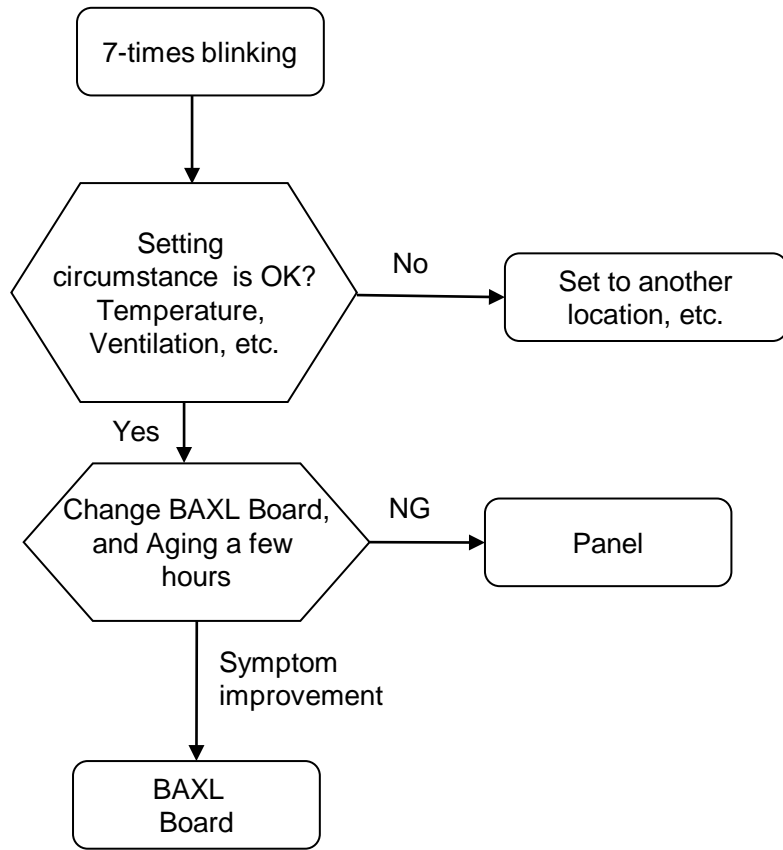 7-times blinking
Setting
circumstance is OK?
Temperature,
Ventilation, etc.
No
Set to another
location, etc.
Yes
Change BAXL Board,
and Aging a few
hours
NG
Panel
Symptom
improvement
BAXL
Board